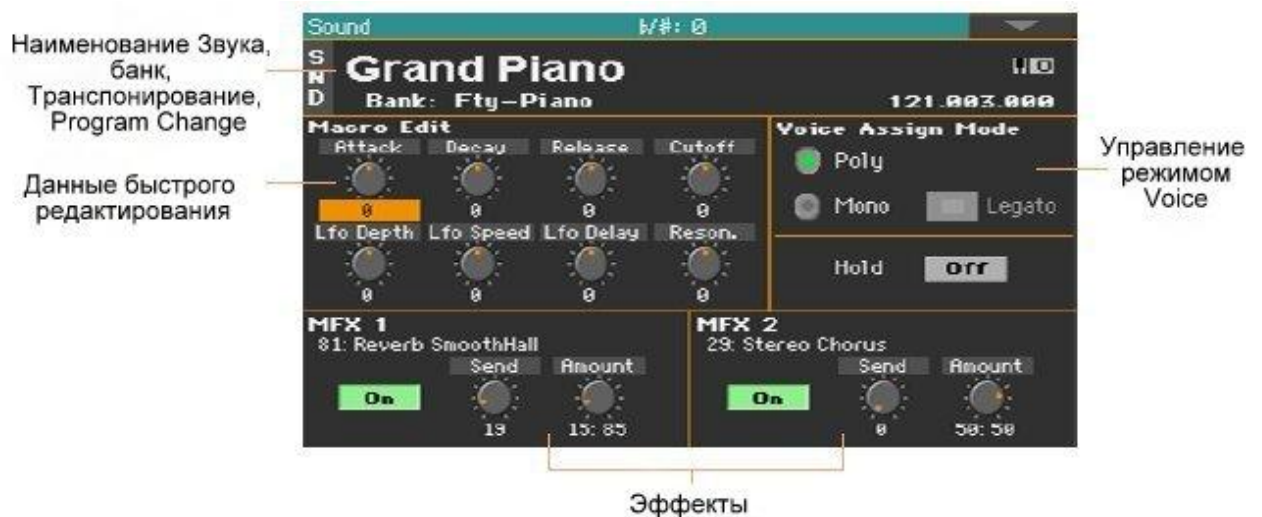 Sound ♭/#: 0
Наименование Звука,
банк,
Транспонирование,
Program Change
SND
Grand Piano
Bank: Fty-Piano 121.003.000
Данные быстрого
редактирования
Macro Edit
Attack Decay Release Cutoff
0 0 0 0
Lfo Depth Lfo Speed Lfo Delay Reson.
0 0 0 0
Voice Assign Mode
Poly
Mono Legato
Hold Off
Управление
режимом
Voice
MFX 1
81: Reverb SmoothHall
Send Amount
On
19 15:85
MFX 2
29: Stereo Chorus
Send Amount
On
0 50:50
Эффекты